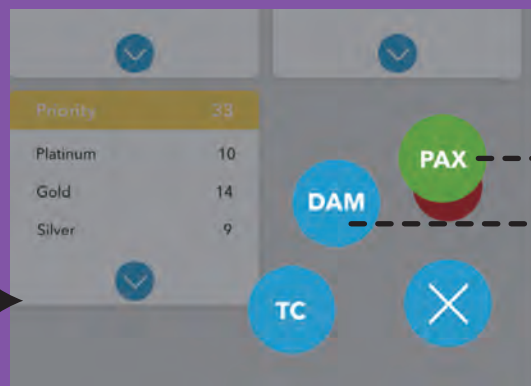 Priority 33
Platinum 10
Gold 14
Silver 9
PAX
DAM
TC